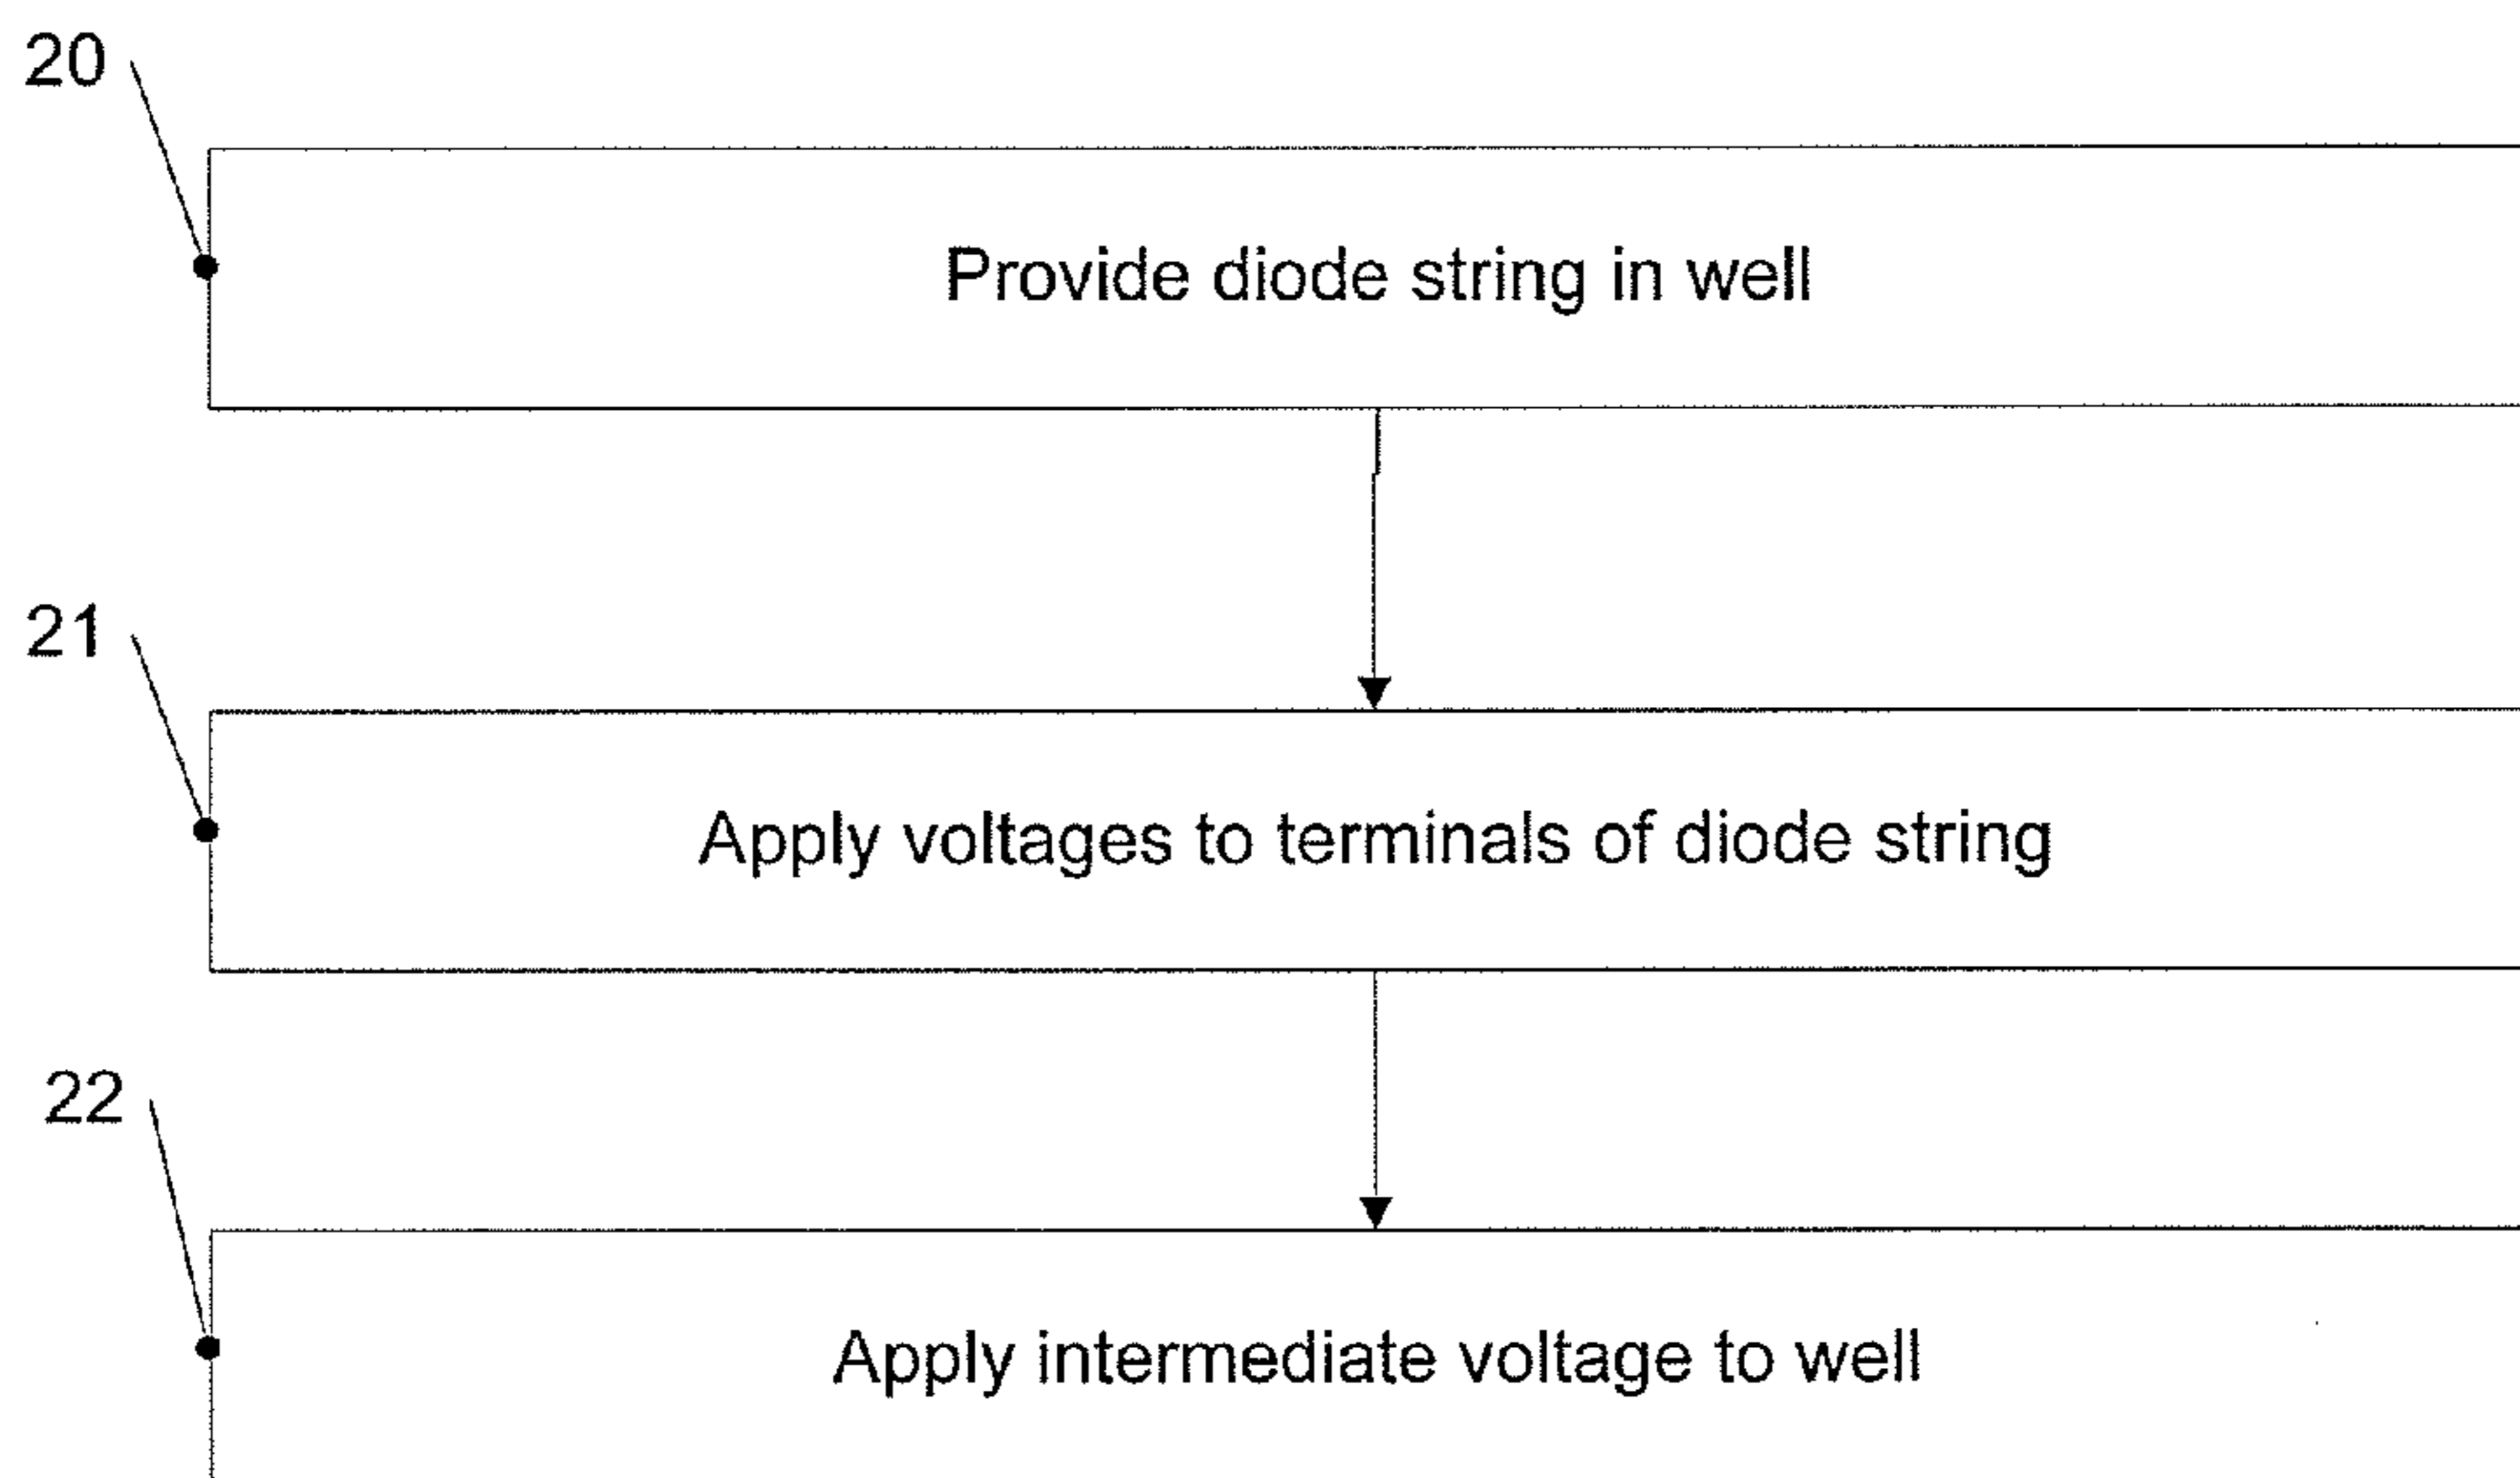 20
Provide diode string in well
21
Apply voltages to terminals of diode string
22
Apply intermediate voltage to well